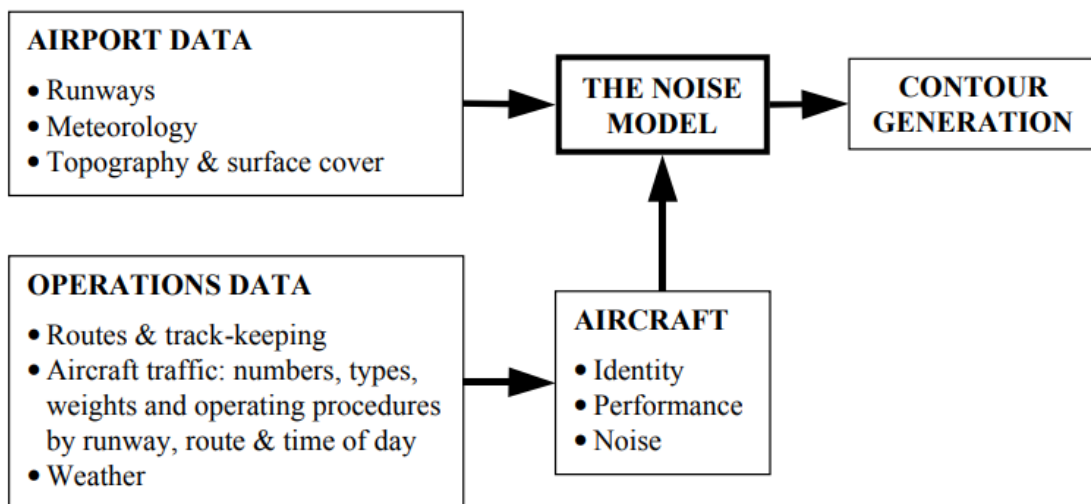 AIRPORT DATA
• Runways
• Meteorology
• Topography & surface cover
THE NOISE
MODEL
CONTOUR
GENERATION
OPERATIONS DATA
• Routes & track-keeping
• Aircraft traffic: numbers, types,
weights and operating procedures
by runway, route & time of day
• Weather
AIRCRAFT
• Identity
• Performance
• Noise